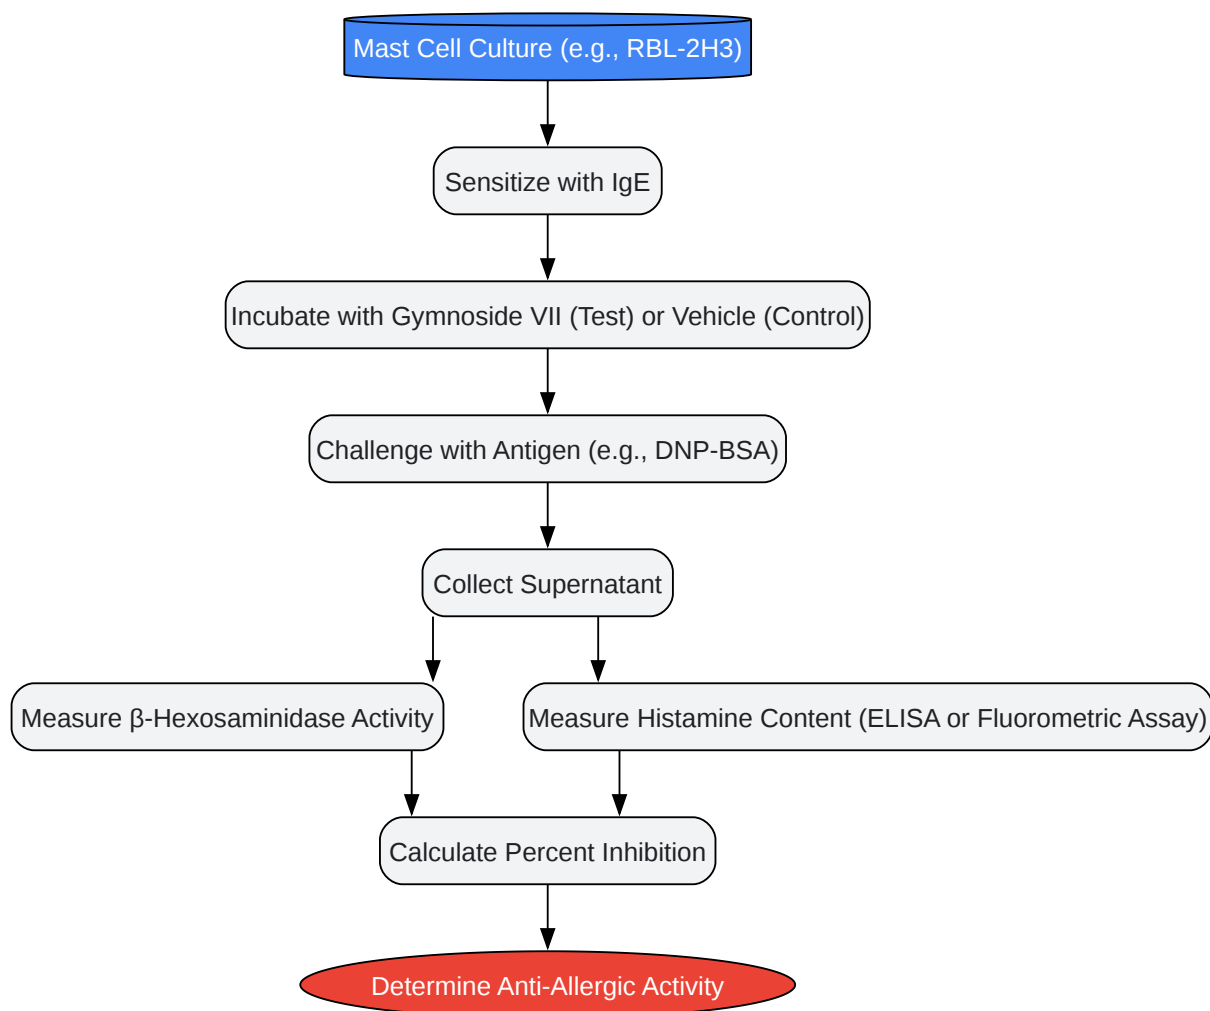 Mast Cell Culture (e.g., RBL-2H3)
Sensitize with IgE
Incubate with Gymnoside VII (Test) or Vehicle (Control)
Challenge with Antigen (e.g., DNP-BSA)
Collect Supernatant
Measure β-Hexosaminidase Activity
Measure Histamine Content (ELISA or Fluorometric Assay)
Calculate Percent Inhibition
Determine Anti-Allergic Activity